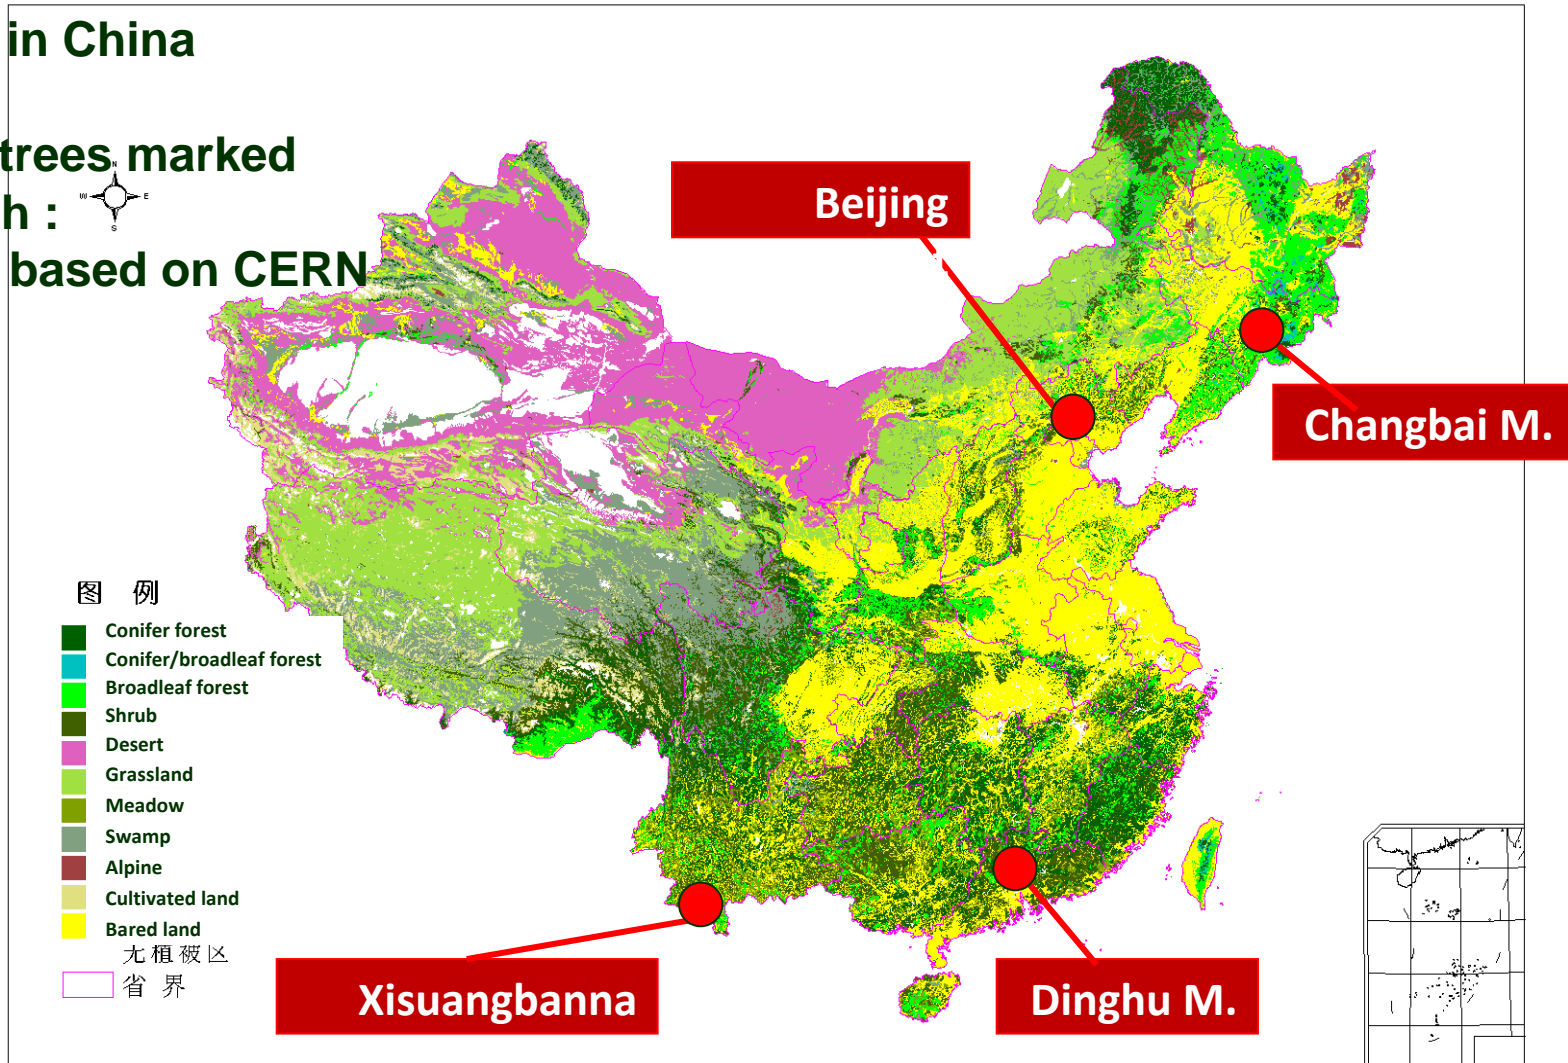 in China
trees marked
h :
based on CERN
N
W
E
S
Beijing
Changbai M.
图 例
Conifer forest
Conifer/broadleaf forest
Broadleaf forest
Shrub
Desert
Grassland
Meadow
Swamp
Alpine
Cultivated land
Bared land
无植被区
省 界
Xisuangbanna
Dinghu M.